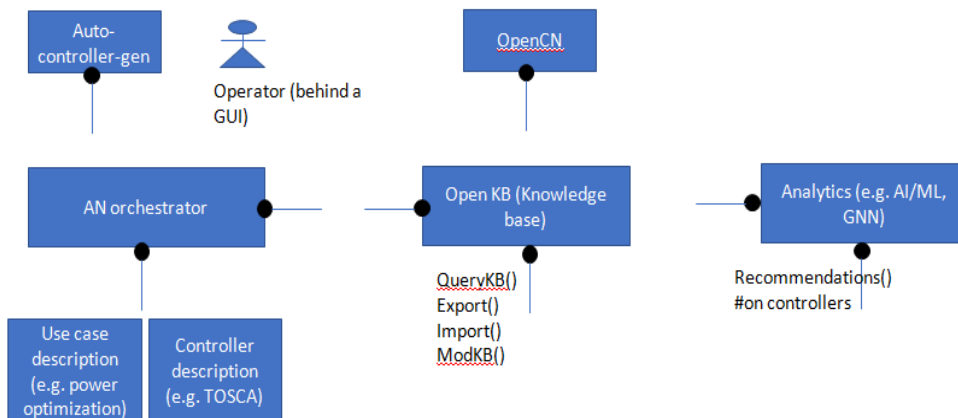 Auto-
controller-gen
Operator (behind a
GUI)
OpenCN
AN orchestrator
Open KB (Knowledge
base)
Analytics (e.g. AI/ML,
GNN)
QueryKB()
Export()
Import()
ModKB()
Recommendations()
#on controllers
Use case
description
(e.g. power
optimization)
Controller
description
(e.g. TOSCA)